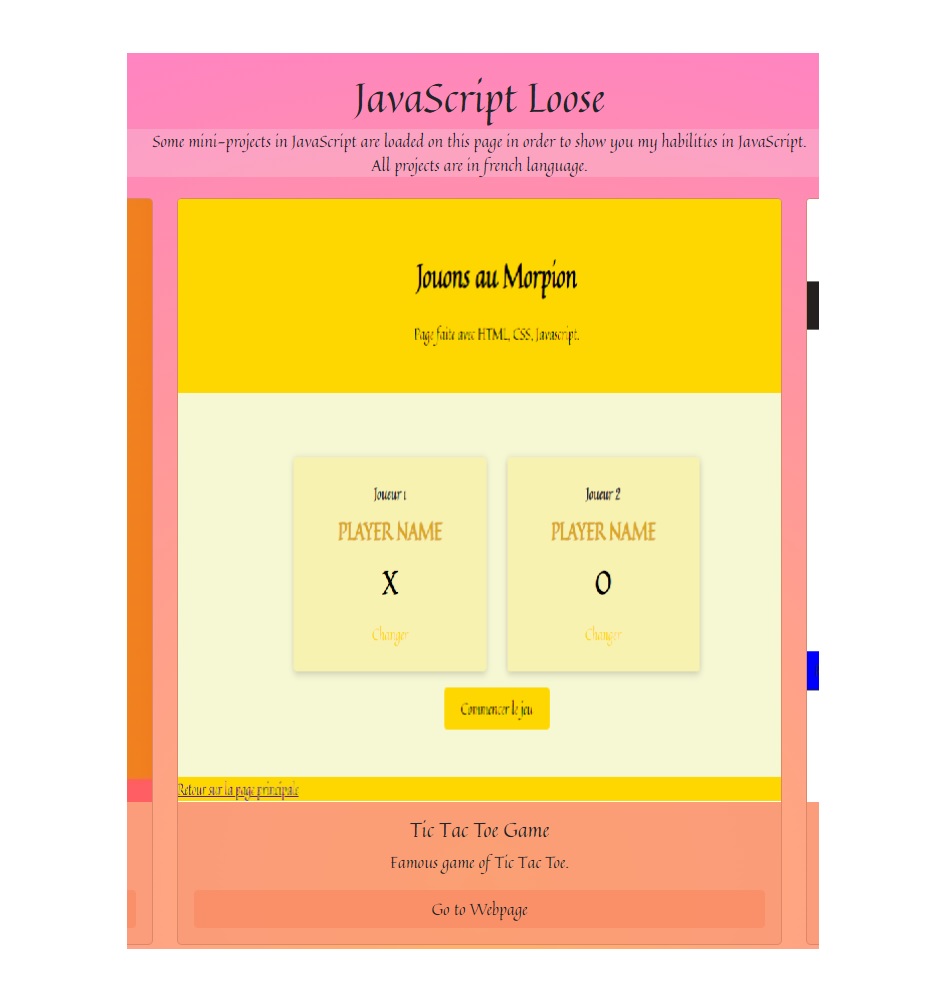 JavaScript Loose
Some mini-projects in JavaScript are loaded on this page in order to show you my habilities in JavaScript.
All projects are in french language.
Jouons au Morpion
Page faite avec HTML, CSS, Javascript.
Joueur 1
PLAYER NAME
X
Changer
Joueur 2
PLAYER NAME
O
Changer
Commencer le jeu
Retour sur la page principale
Tic Tac Toe Game
Famous game of Tic Tac Toe.
Go to Webpage